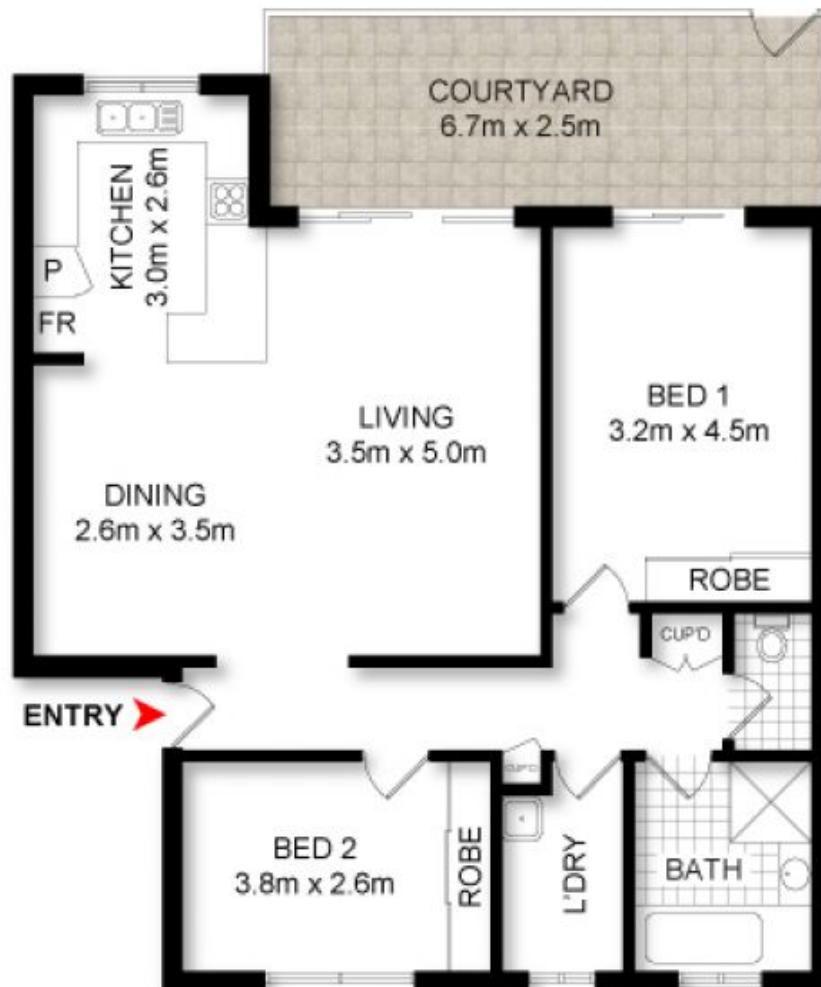 COURTYARD
6.7m x 2.5m
KITCHEN
3.0m x 2.6m
P
FR
LIVING
3.5m x 5.0m
BED 1
3.2m x 4.5m
DINING
2.6m x 3.5m
ROBE
CUP'D
ENTRY
CUP'D
BED 2
3.8m x 2.6m
ROBE
L'DRY
BATH